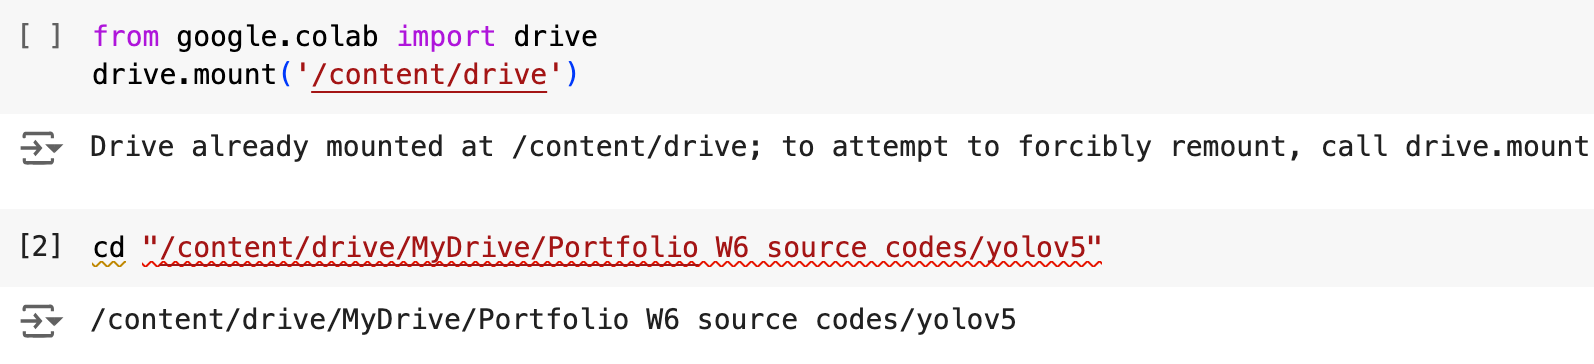 [ ] from google.colab import drive
drive.mount('/content/drive')
Drive already mounted at /content/drive; to attempt to forcibly remount, call drive.mount
[2] cd "/content/drive/MyDrive/Portfolio W6 source codes/yolov5"
/content/drive/MyDrive/Portfolio W6 source codes/yolov5